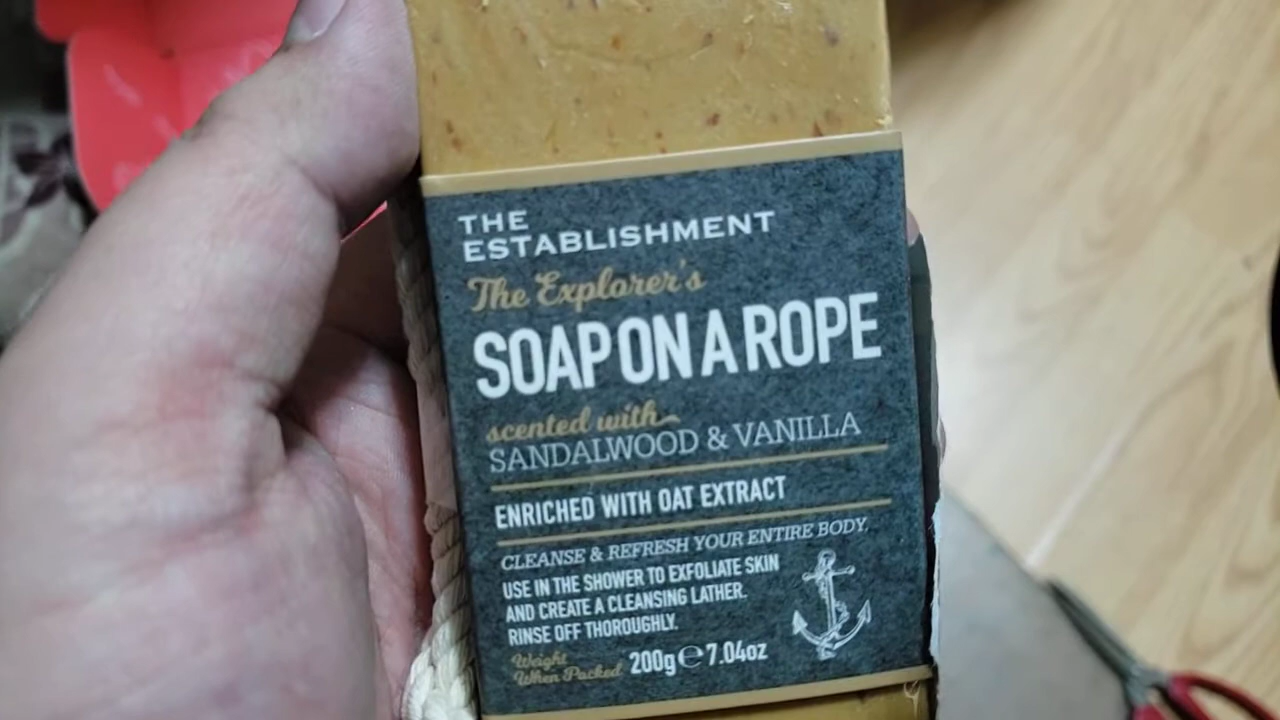 THE
ESTABLISHMENT
The Explorer's
SOAP ON A ROPE
scented with
SANDALWOOD & VANILLA
ENRICHED WITH OAT EXTRACT
CLEANSE & REFRESH YOUR ENTIRE BODY.
USE IN THE SHOWER TO EXFOLIATE SKIN
AND CREATE A CLEANSING LATHER.
RINSE OFF THOROUGHLY.
Weight
When Packed 200g℮7.04oz